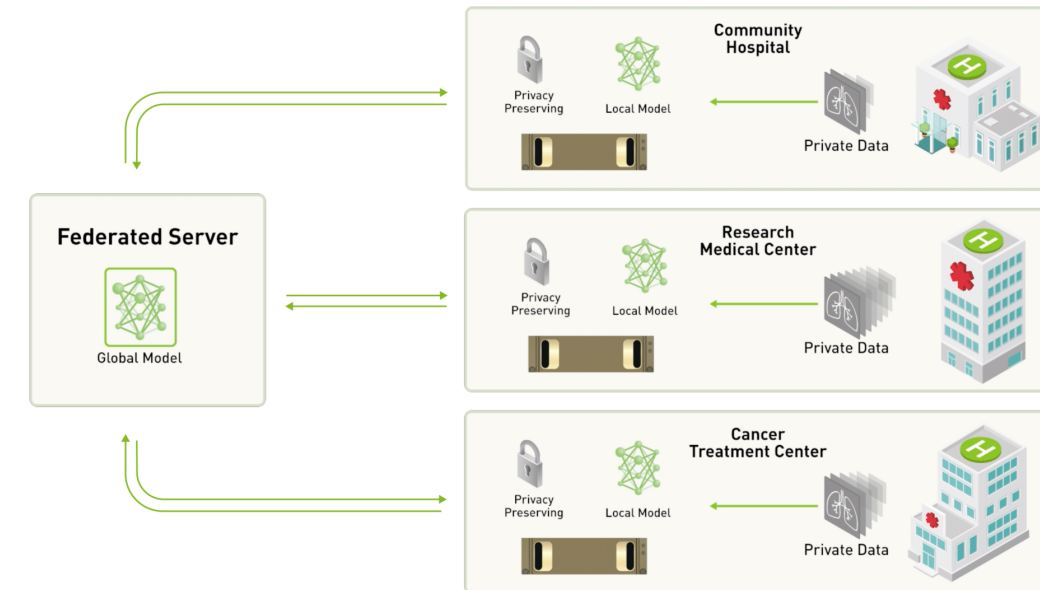 Community
Hospital
Privacy
Preserving
Local Model
Private Data
Federated Server
Global Model
Research
Medical Center
Privacy
Preserving
Local Model
Private Data
Cancer
Treatment Center
Privacy
Preserving
Local Model
Private Data
H
H
H